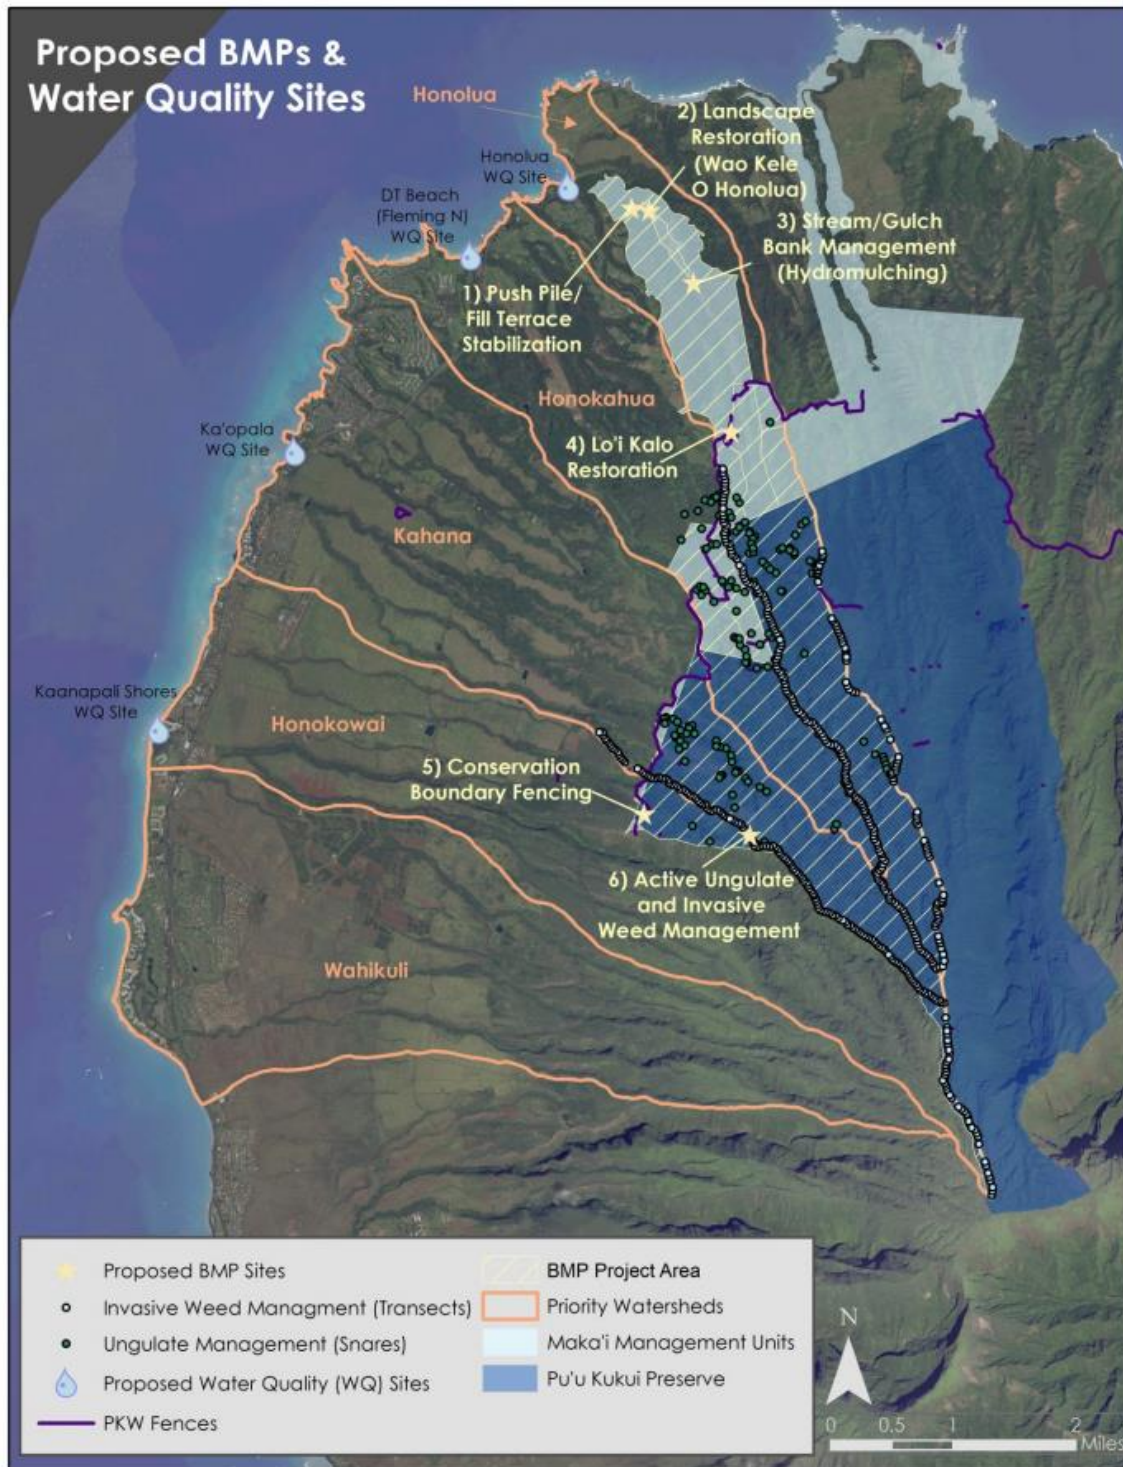 Proposed BMPs &
Water Quality Sites
Honolua
2) Landscape
Restoration
(Wao Kele
O Honolua)
Honolua
WQ Site
DT Beach
(Fleming N)
WQ Site
3) Stream/Gulch
Bank Management
(Hydromulching)
1) Push Pile/
Fill Terrace
Stabilization
Honokahua
Ka'opala
WQ Site
4) Lo'i Kalo
Restoration
Kahana
Kaanapali Shores
WQ Site
Honokowai
5) Conservation
Boundary Fencing
6) Active Ungulate
and Invasive
Weed Management
Wahikuli
Proposed BMP Sites
Invasive Weed Managment (Transects)
Ungulate Management (Snares)
Proposed Water Quality (WQ) Sites
PKW Fences
BMP Project Area
Priority Watersheds
Maka'i Management Units
Pu'u Kukui Preserve
N
0 0.5 1 2
Miles